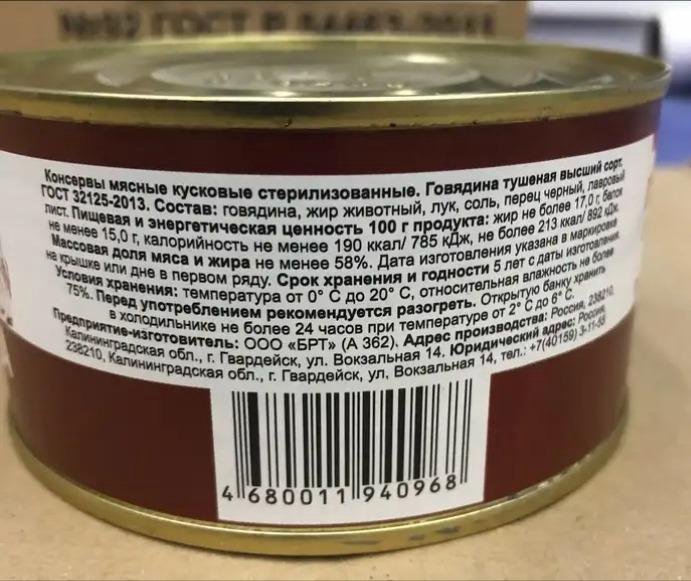 №92 ГОСТ Р 54463-2011
Консервы мясные кусковые стерилизованные. Говядина тушеная высший сорт,
ГОСТ 32125-2013. Состав: говядина, жир животный, лук, соль, перец черный, лавровый
лист. Пищевая и энергетическая ценность 100 г продукта: жир не более 17,0 г, белок
не менее 15,0 г, калорийность не менее 190 ккал/ 785 кДж, не более 213 ккал/ 892 кДж.
Массовая доля мяса и жира не менее 58%. Дата изготовления указана в маркировке
на крышке или дне в первом ряду. Срок хранения и годности 5 лет с даты изготовления.
Условия хранения: температура от 0° С до 20° С, относительная влажность не более
75%. Перед употреблением рекомендуется разогреть. Открытую банку хранить
в холодильнике не более 24 часов при температуре от 2° С до 6° С.
Предприятие-изготовитель: ООО «БРТ» (А 362). Адрес производства: Россия, 238210,
Калининградская обл., г. Гвардейск, ул. Вокзальная 14. Юридический адрес: Россия,
238210, Калининградская обл., г. Гвардейск, ул. Вокзальная 14, тел.: +7(40159) 3-11-55
4 680011 940968